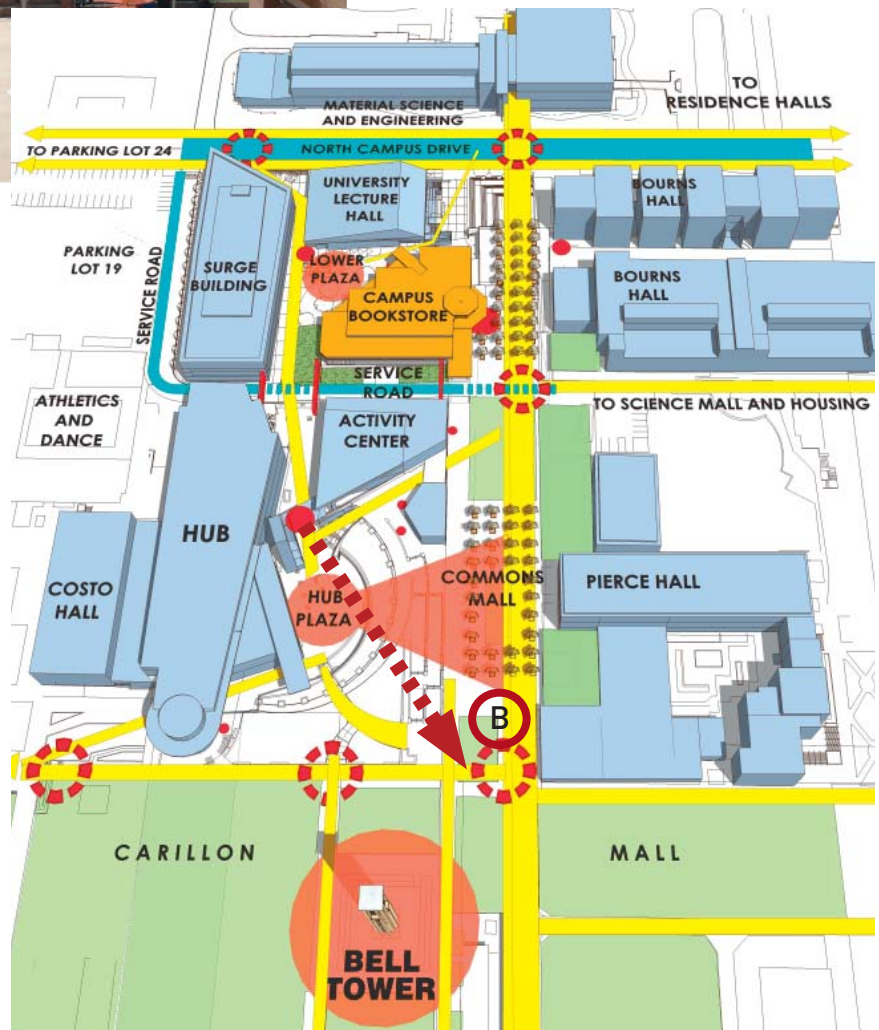 MATERIAL SCIENCE
AND ENGINEERING
TO
RESIDENCE HALLS
TO PARKING LOT 24
NORTH CAMPUS DRIVE
UNIVERSITY
LECTURE
HALL
BOURNS
HALL
PARKING
LOT 19
SERVICE ROAD
SURGE
BUILDING
LOWER
PLAZA
CAMPUS
BOOKSTORE
BOURNS
HALL
SERVICE
ROAD
ATHLETICS
AND
DANCE
ACTIVITY
CENTER
TO SCIENCE MALL AND HOUSING
HUB
COSTO
HALL
HUB
PLAZA
COMMONS
MALL
PIERCE HALL
B
CARILLON
MALL
BELL
TOWER